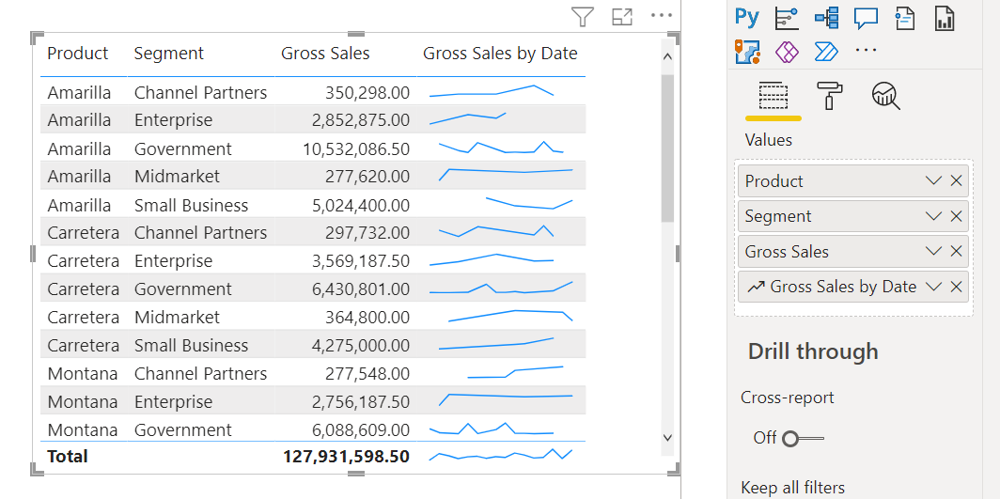 Product Segment Gross Sales Gross Sales by Date
Amarilla Channel Partners 350,298.00
Amarilla Enterprise 2,852,875.00
Amarilla Government 10,532,086.50
Amarilla Midmarket 277,620.00
Amarilla Small Business 5,024,400.00
Carretera Channel Partners 297,732.00
Carretera Enterprise 3,569,187.50
Carretera Government 6,430,801.00
Carretera Midmarket 364,800.00
Carretera Small Business 4,275,000.00
Montana Channel Partners 277,548.00
Montana Enterprise 2,756,187.50
Montana Government 6,088,609.00
Total 127,931,598.50
Py
Values
Product
Segment
Gross Sales
Gross Sales by Date
Drill through
Cross-report
Off
Keep all filters